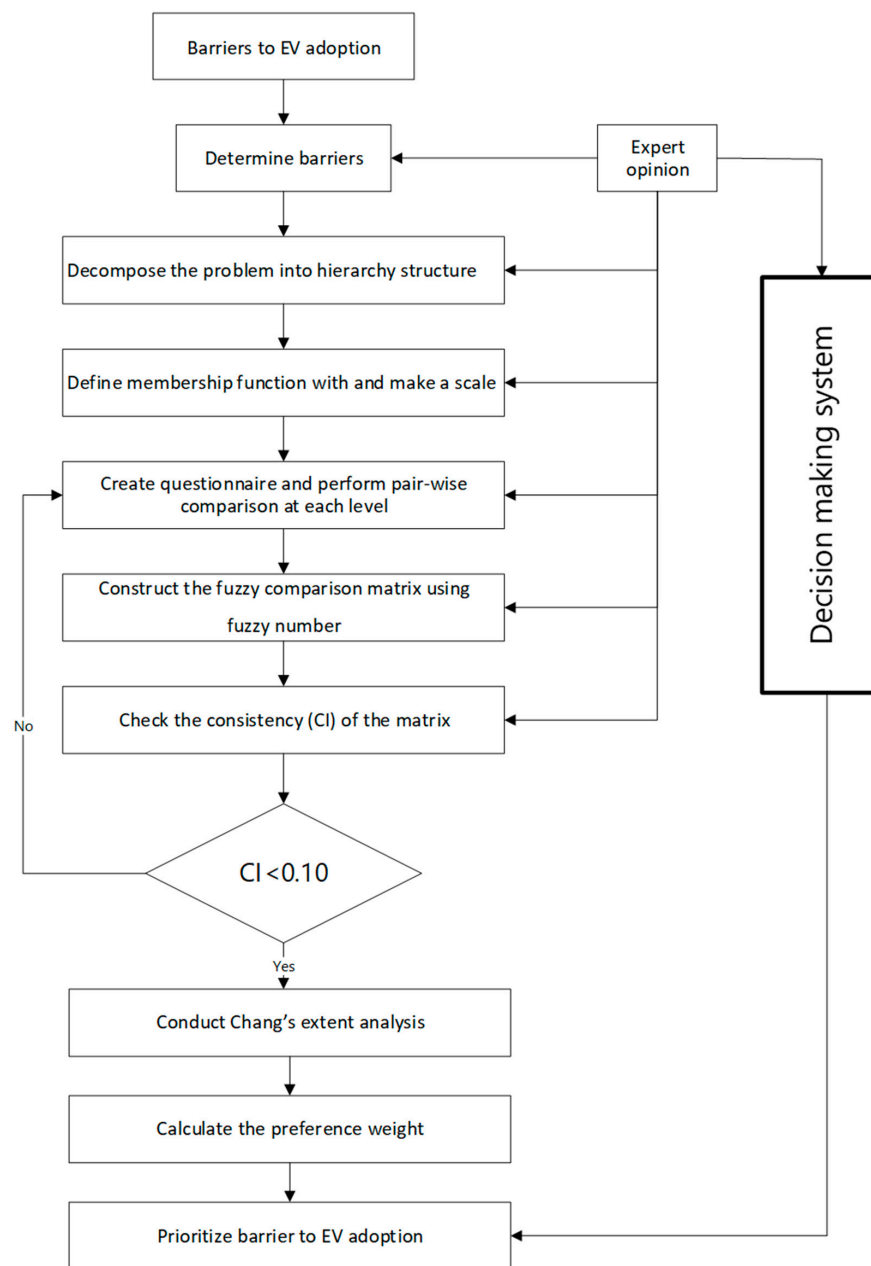 Barriers to EV adoption
Determine barriers
Expert
opinion
Decompose the problem into hierarchy structure
Define membership function with and make a scale
Create questionnaire and perform pair-wise
comparison at each level
Construct the fuzzy comparison matrix using
fuzzy number
Check the consistency (CI) of the matrix
No
CI <0.10
Yes
Conduct Chang’s extent analysis
Calculate the preference weight
Prioritize barrier to EV adoption
Decision making system